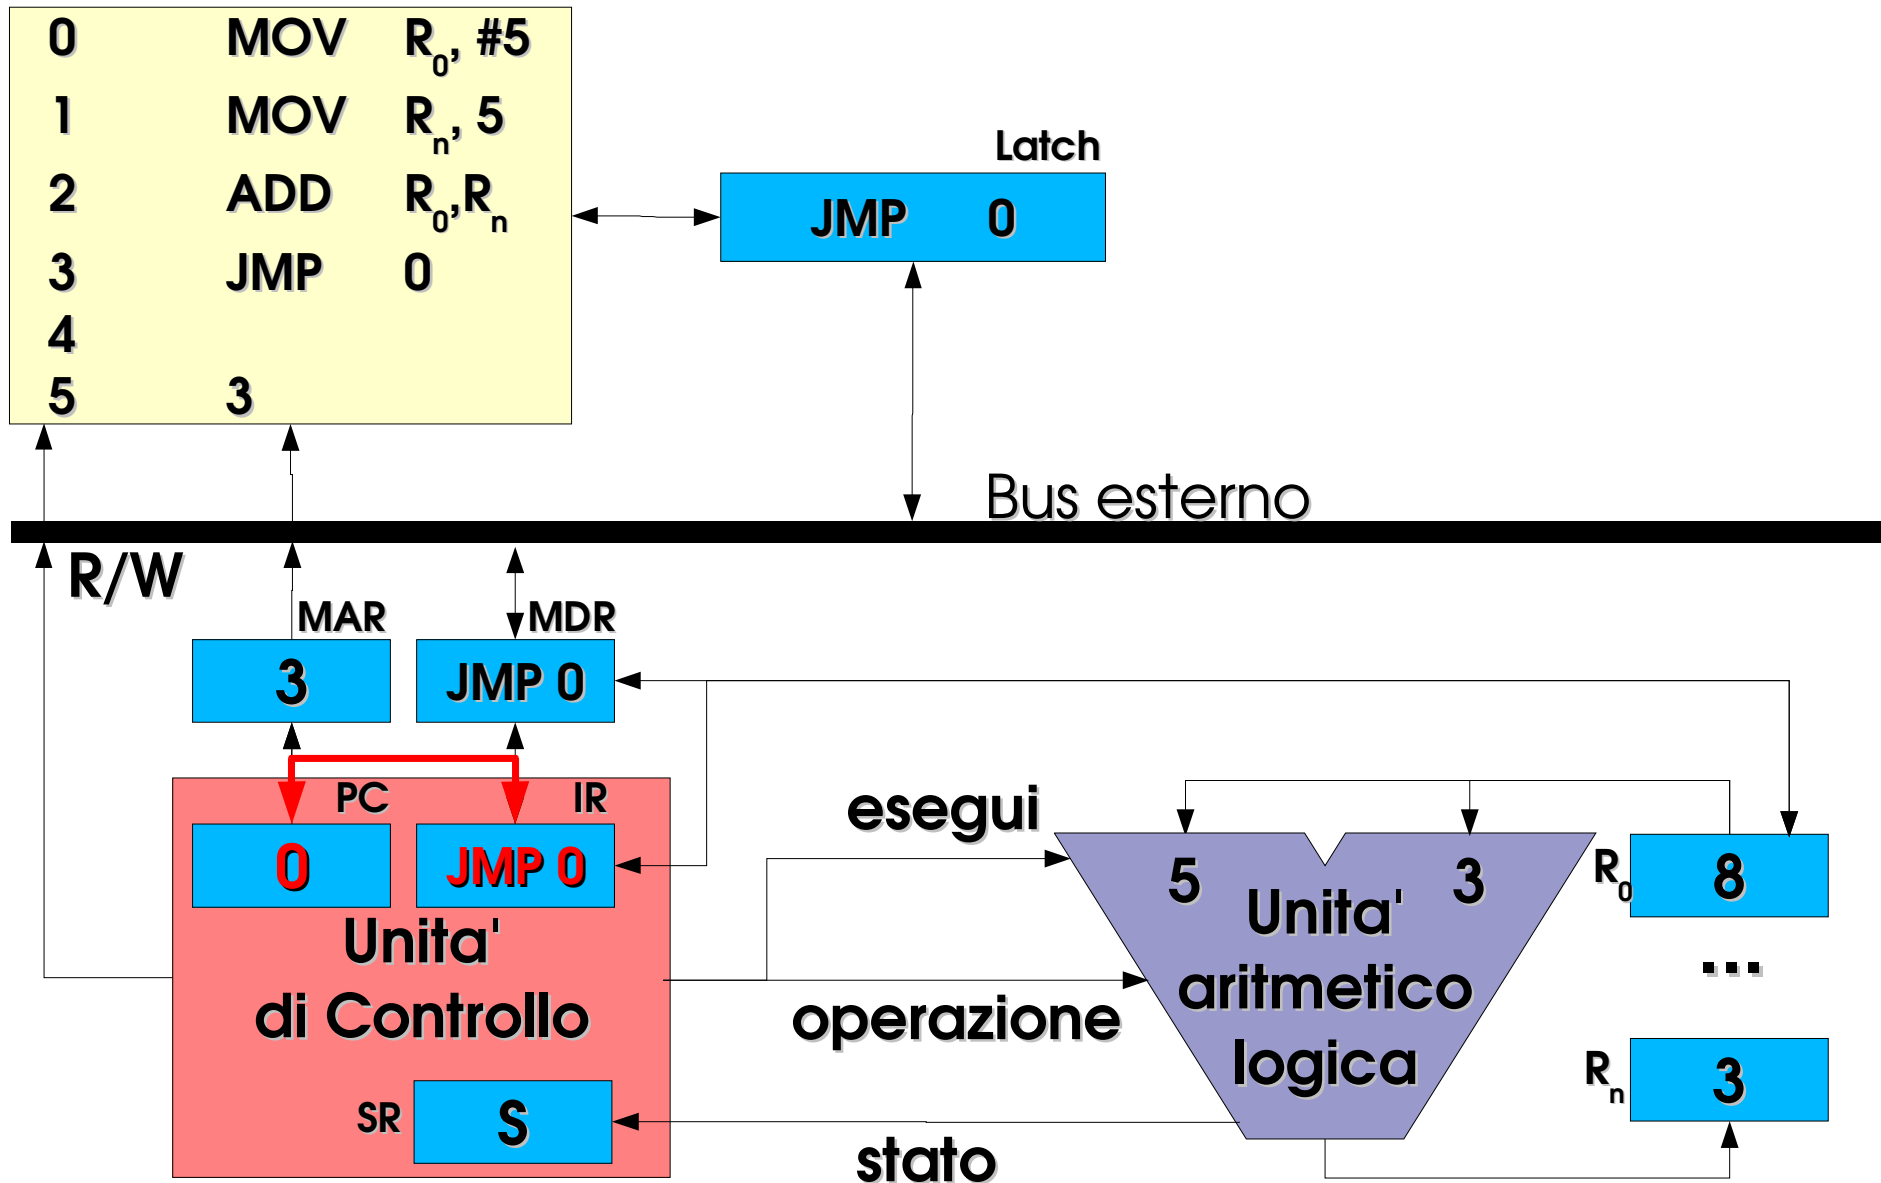 0 MOV R0, #5
1 MOV Rn, 5
2 ADD R0,Rn
3 JMP 0
4
5 3
Latch
JMP 0
Bus esterno
R/W
MAR
MDR
3
JMP 0
PC
IR
0
JMP 0
Unita'
di Controllo
SR
S
esegui
operazione
stato
5
3
Unita'
aritmetico
logica
R0
8
...
Rn
3